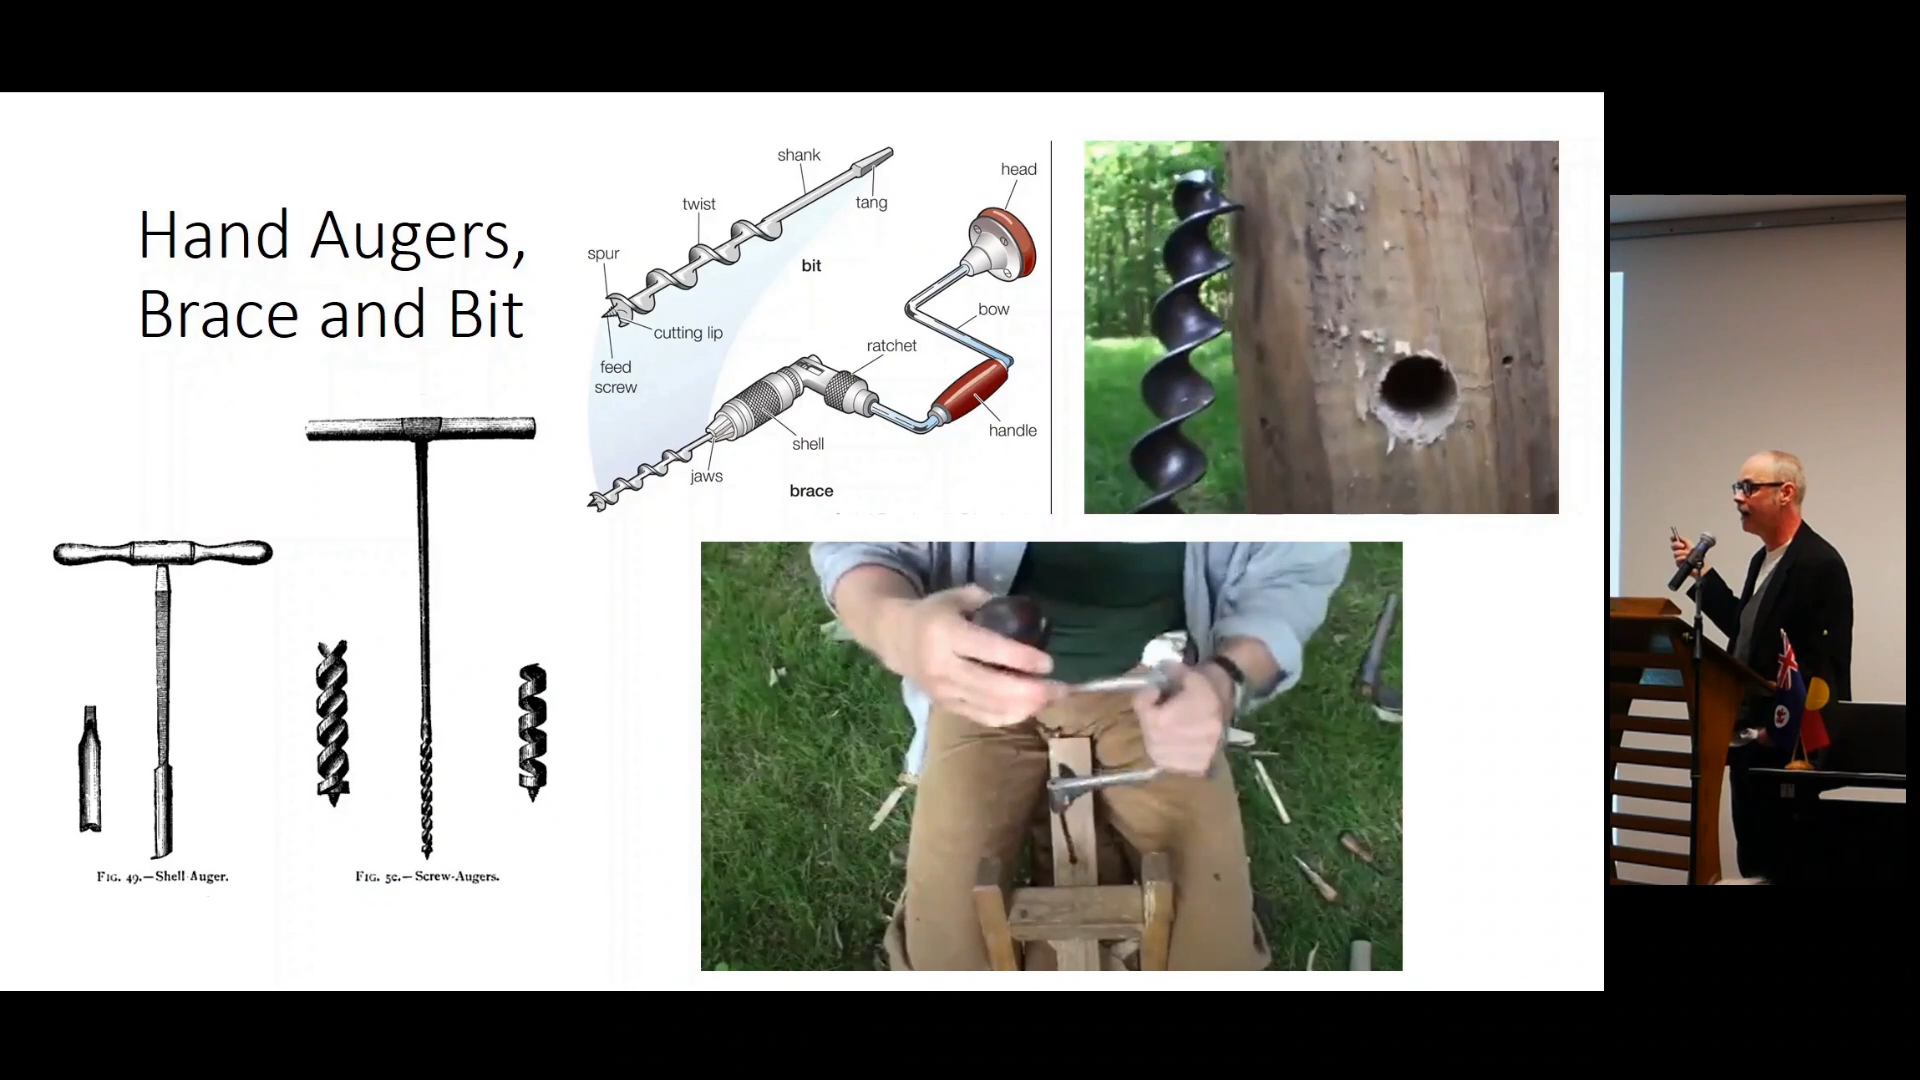 Hand Augers,
Brace and Bit
shank
head
twist
tang
spur
bit
bow
cutting lip
ratchet
feed
screw
handle
shell
jaws
brace
FIG. 49.—Shell Auger.
FIG. 50.—Screw-Augers.